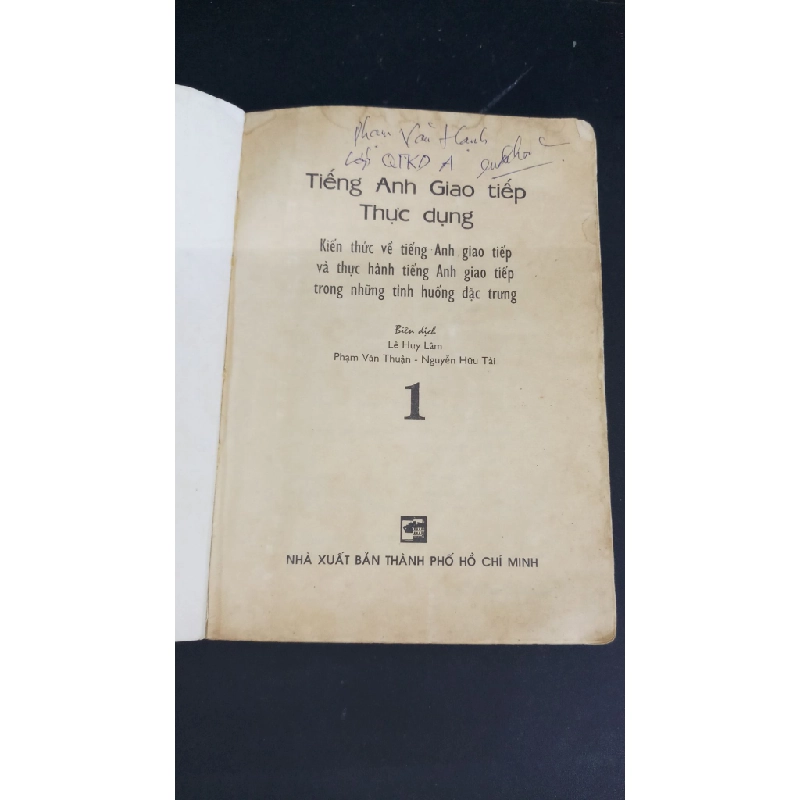 Phạm Văn Hạnh
Lớp QTKD A
Tiếng Anh Giao tiếp
Thực dụng
Kiến thức về tiếng Anh giao tiếp
và thực hành tiếng Anh giao tiếp
trong những tình huống đặc trưng
Biên dịch
Lê Huy Lâm
Phạm Văn Thuận - Nguyễn Hữu Tài
1
NHÀ XUẤT BẢN THÀNH PHỐ HỒ CHÍ MINH